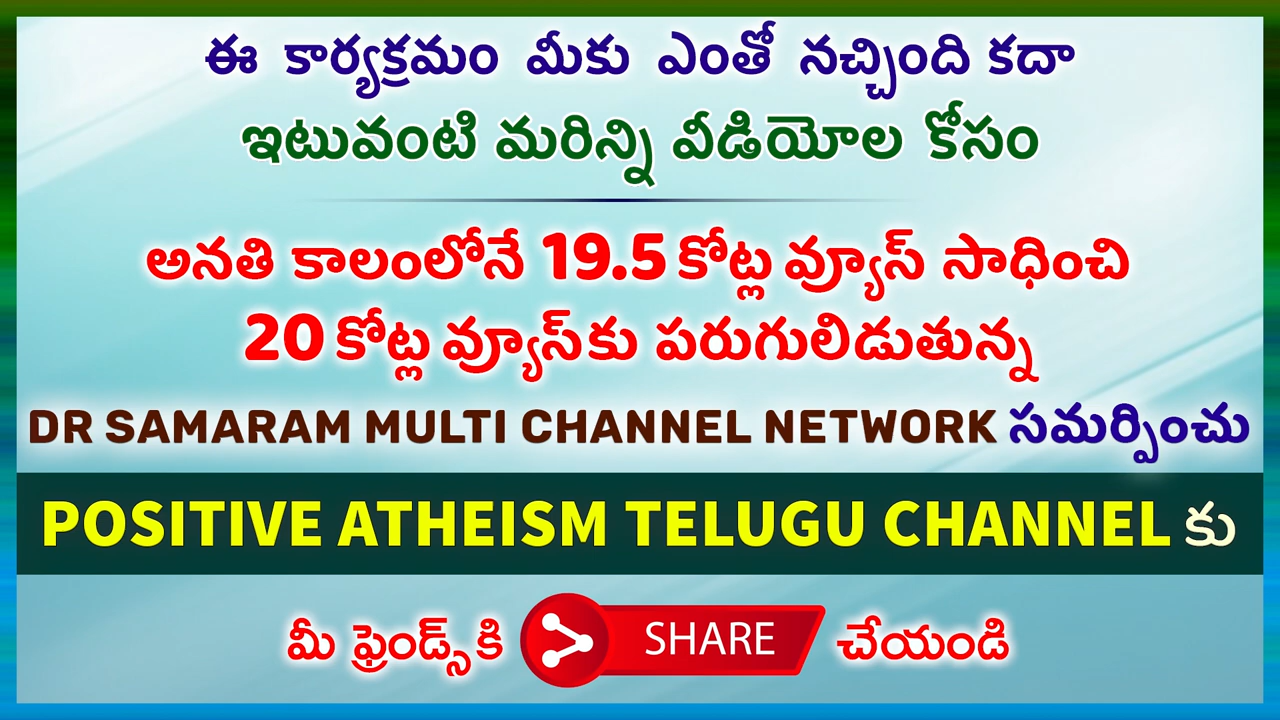 ఈ కార్యక్రమం మీకు ఎంతో నచ్చింది కదా
ఇటువంటి మరిన్ని వీడియోల కోసం
అనతి కాలంలోనే 19.5 కోట్ల వ్యూస్ సాధించి
20 కోట్ల వ్యూస్‌కు పరుగులిడుతున్న
DR SAMARAM MULTI CHANNEL NETWORK సమర్పించు
POSITIVE ATHEISM TELUGU CHANNEL కు
మీ ఫ్రెండ్స్ కి SHARE చేయండి